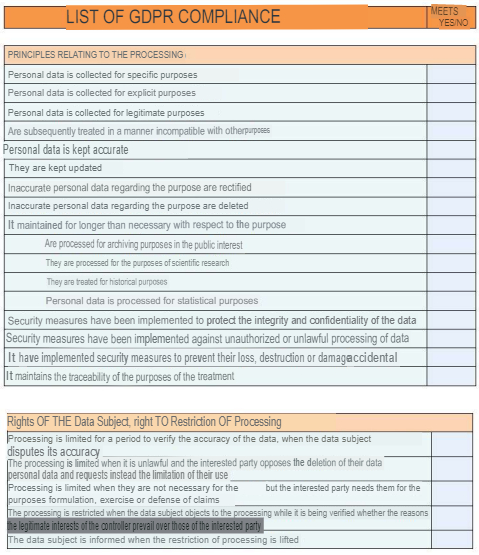 LIST OF GDPR COMPLIANCE
MEETS
YES/NO
PRINCIPLES RELATING TO THE PROCESSING:
Personal data is collected for specific purposes
Personal data is collected for explicit purposes
Personal data is collected for legitimate purposes
Are subsequently treated in a manner incompatible with otherpurposes
Personal data is kept accurate
They are kept updated
Inaccurate personal data regarding the purpose are rectified
Inaccurate personal data regarding the purpose are deleted
It maintained for longer than necessary with respect to the purpose
Are processed for archiving purposes in the public interest
They are processed for the purposes of scientific research
They are treated for historical purposes
Personal data is processed for statistical purposes
Security measures have been implemented to protect the integrity and confidentiality of the data
Security measures have been implemented against unauthorized or unlawful processing of data
It have implemented security measures to prevent their loss, destruction or damageaccidental
It maintains the traceability of the purposes of the treatment
Rights OF THE Data Subject, right TO Restriction OF Processing
Processing is limited for a period to verify the accuracy of the data, when the data subject
disputes its accuracy
The processing is limited when it is unlawful and the interested party opposes the deletion of their data
personal data and requests instead the limitation of their use
Processing is limited when they are not necessary for the but the interested party needs them for the
purposes formulation, exercise or defense of claims
The processing is restricted when the data subject objects to the processing while it is being verified whether the reasons
the legitimate interests of the controller prevail over those of the interested party
The data subject is informed when the restriction of processing is lifted